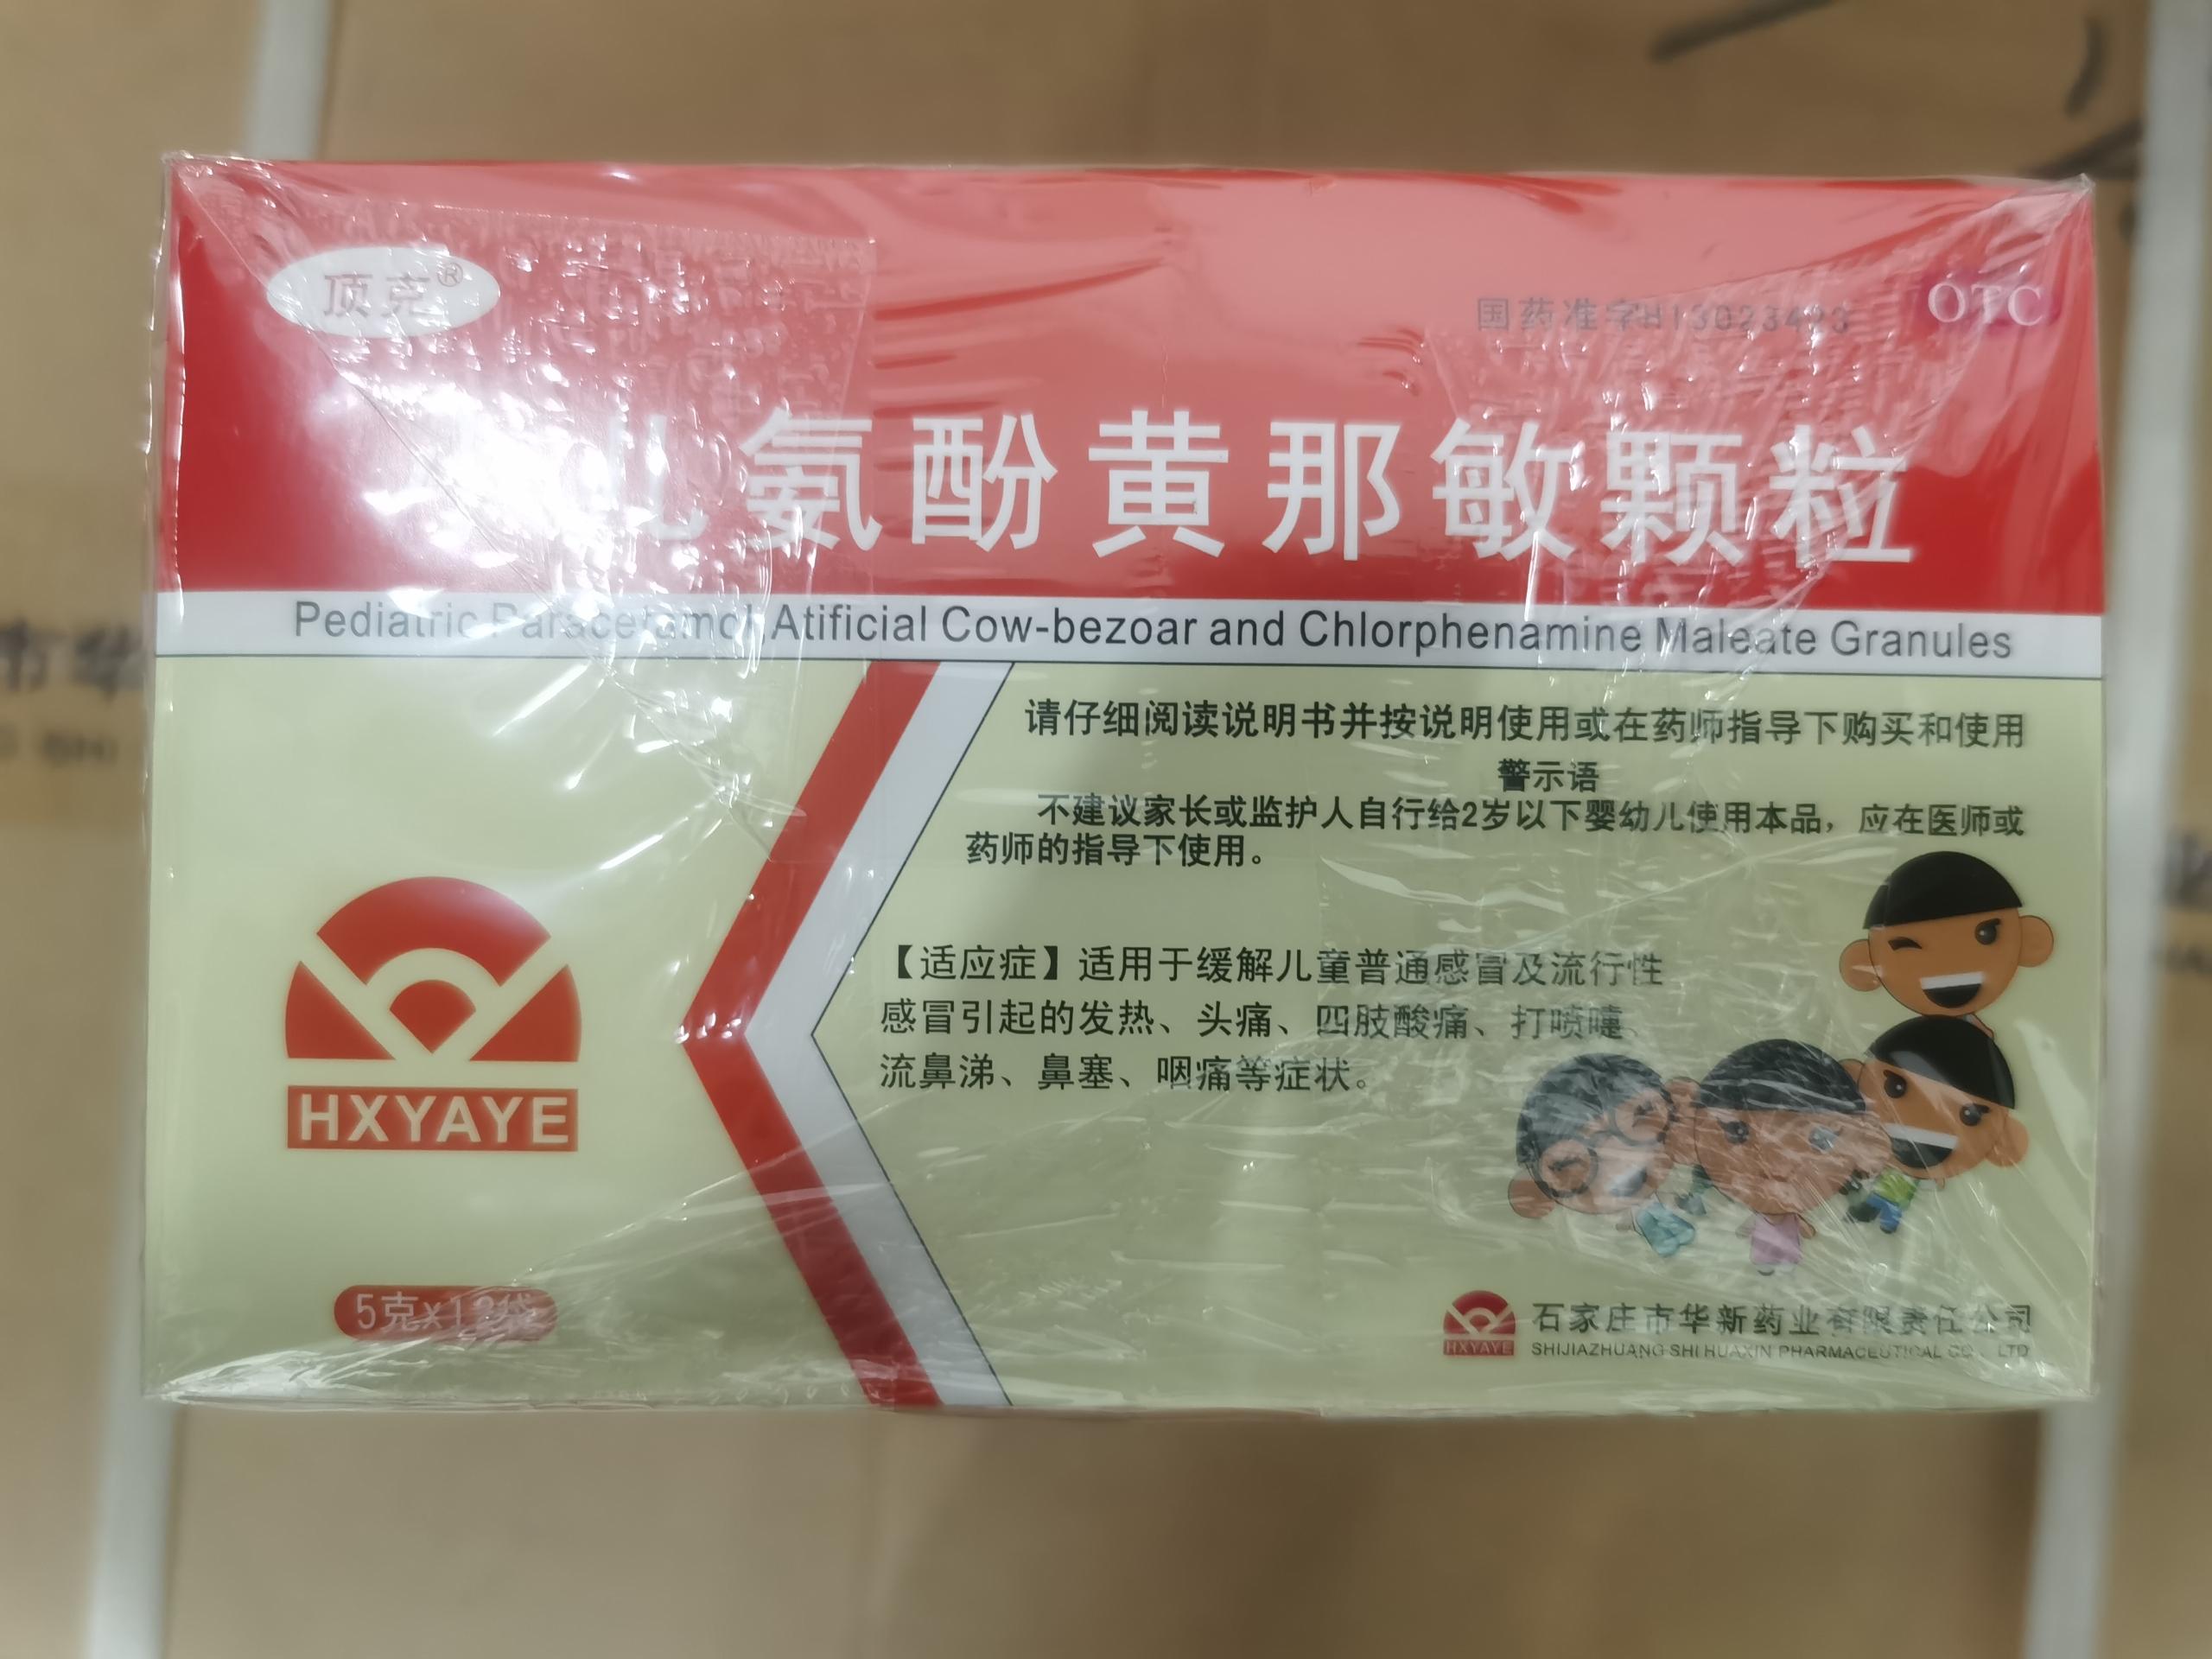 顶克®
国药准字H13023423
OTC
儿氨酚黄那敏颗粒
Pediatric Paracetamol,Atificial Cow-bezoar and Chlorphenamine Maleate Granules
请仔细阅读说明书并按说明使用或在药师指导下购买和使用
警示语
不建议家长或监护人自行给2岁以下婴幼儿使用本品，应在医师或
药师的指导下使用。
【适应症】适用于缓解儿童普通感冒及流行性
感冒引起的发热、头痛、四肢酸痛、打喷嚏、
流鼻涕、鼻塞、咽痛等症状。
HXYAYE
HXYAYE
石家庄市华新药业有限责任公司
SHIJIAZHUANG SHI HUAXIN PHARMACEUTICAL CO., LTD
市华
SHI